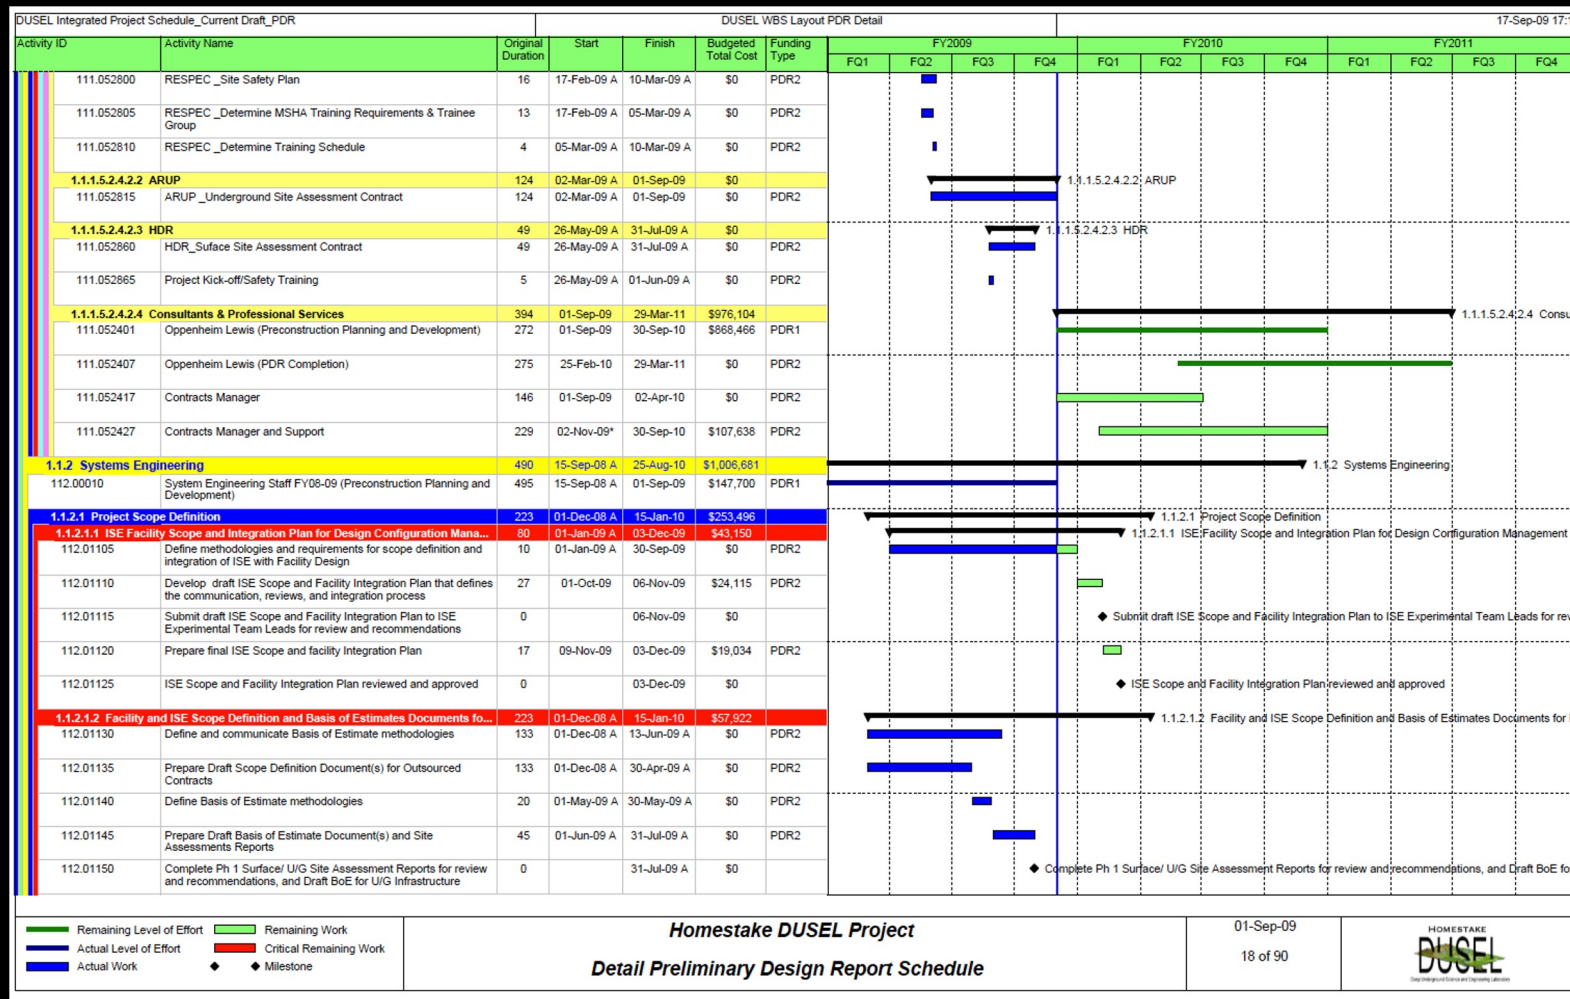 DUSEL Integrated Project Schedule_Current Draft_PDR DUSEL WBS Layout PDR Detail 17-Sep-09 17:
Activity ID Activity Name Original Duration Start Finish Budgeted Total Cost Funding Type FY2009 FY2010 FY2011
FQ1 FQ2 FQ3 FQ4 FQ1 FQ2 FQ3 FQ4 FQ1 FQ2 FQ3 FQ4
111.052800 RESPEC _Site Safety Plan 16 17-Feb-09 A 10-Mar-09 A $0 PDR2
111.052805 RESPEC _Determine MSHA Training Requirements & Trainee 13 17-Feb-09 A 05-Mar-09 A $0 PDR2
Group
111.052810 RESPEC _Determine Training Schedule 4 05-Mar-09 A 10-Mar-09 A $0 PDR2
1.1.1.5.2.4.2.2 ARUP 124 02-Mar-09 A 01-Sep-09 $0 1.1.1.5.2.4.2.2 ARUP
111.052815 ARUP _Underground Site Assessment Contract 124 02-Mar-09 A 01-Sep-09 $0 PDR2
1.1.1.5.2.4.2.3 HDR 49 26-May-09 A 31-Jul-09 A $0 1.1.1.5.2.4.2.3 HDR
111.052860 HDR_Suface Site Assessment Contract 49 26-May-09 A 31-Jul-09 A $0 PDR2
111.052865 Project Kick-off/Safety Training 5 26-May-09 A 01-Jun-09 A $0 PDR2
1.1.1.5.2.4.2.4 Consultants & Professional Services 394 01-Sep-09 29-Mar-11 $976,104 1.1.1.5.2.4.2.4 Consu
111.052401 Oppenheim Lewis (Preconstruction Planning and Development) 272 01-Sep-09 30-Sep-10 $868,466 PDR1
111.052407 Oppenheim Lewis (PDR Completion) 275 25-Feb-10 29-Mar-11 $0 PDR2
111.052417 Contracts Manager 146 01-Sep-09 02-Apr-10 $0 PDR2
111.052427 Contracts Manager and Support 229 02-Nov-09* 30-Sep-10 $107,638 PDR2
1.1.2 Systems Engineering 490 15-Sep-08 A 25-Aug-10 $1,006,681 1.1.2 Systems Engineering
112.00010 System Engineering Staff FY08-09 (Preconstruction Planning and 495 15-Sep-08 A 01-Sep-09 $147,700 PDR1
Development)
1.1.2.1 Project Scope Definition 223 01-Dec-08 A 15-Jan-10 $253,496 1.1.2.1 Project Scope Definition
1.1.2.1.1 ISE Facility Scope and Integration Plan for Design Configuration Mana... 80 01-Jan-09 A 03-Dec-09 $43,150 1.1.2.1.1 ISE Facility Scope and Integration Plan for Design Configuration Management
112.01105 Define methodologies and requirements for scope definition and 10 01-Jan-09 A 30-Sep-09 $0 PDR2
integration of ISE with Facility Design
112.01110 Develop draft ISE Scope and Facility Integration Plan that defines 27 01-Oct-09 06-Nov-09 $24,115 PDR2
the communication, reviews, and integration process
112.01115 Submit draft ISE Scope and Facility Integration Plan to ISE 0 06-Nov-09 $0 Submit draft ISE Scope and Facility Integration Plan to ISE Experimental Team Leads for rev
Experimental Team Leads for review and recommendations
112.01120 Prepare final ISE Scope and facility Integration Plan 17 09-Nov-09 03-Dec-09 $19,034 PDR2
112.01125 ISE Scope and Facility Integration Plan reviewed and approved 0 03-Dec-09 $0 ISE Scope and Facility Integration Plan reviewed and approved
1.1.2.1.2 Facility and ISE Scope Definition and Basis of Estimates Documents fo... 223 01-Dec-08 A 15-Jan-10 $57,922 1.1.2.1.2 Facility and ISE Scope Definition and Basis of Estimates Documents for
112.01130 Define and communicate Basis of Estimate methodologies 133 01-Dec-08 A 13-Jun-09 A $0 PDR2
112.01135 Prepare Draft Scope Definition Document(s) for Outsourced 133 01-Dec-08 A 30-Apr-09 A $0 PDR2
Contracts
112.01140 Define Basis of Estimate methodologies 20 01-May-09 A 30-May-09 A $0 PDR2
112.01145 Prepare Draft Basis of Estimate Document(s) and Site 45 01-Jun-09 A 31-Jul-09 A $0 PDR2
Assessments Reports
112.01150 Complete Ph 1 Surface/ U/G Site Assessment Reports for review 0 31-Jul-09 A $0 Complete Ph 1 Surface/ U/G Site Assessment Reports for review and recommendations, and Draft BoE fo
and recommendations, and Draft BoE for U/G Infrastructure
Remaining Level of Effort Remaining Work
Actual Level of Effort Critical Remaining Work
Actual Work Milestone
Homestake DUSEL Project
Detail Preliminary Design Report Schedule
01-Sep-09
18 of 90
HOMESTAKE
DUSEL
Deep Underground Science and Engineering Laboratory